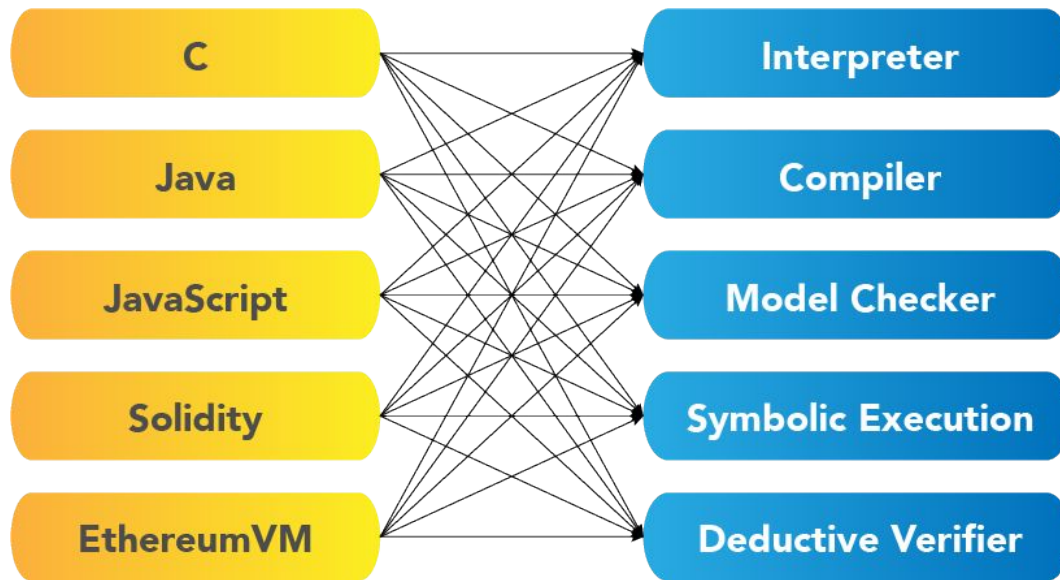 C
Interpreter
Java
Compiler
JavaScript
Model Checker
Solidity
Symbolic Execution
EthereumVM
Deductive Verifier